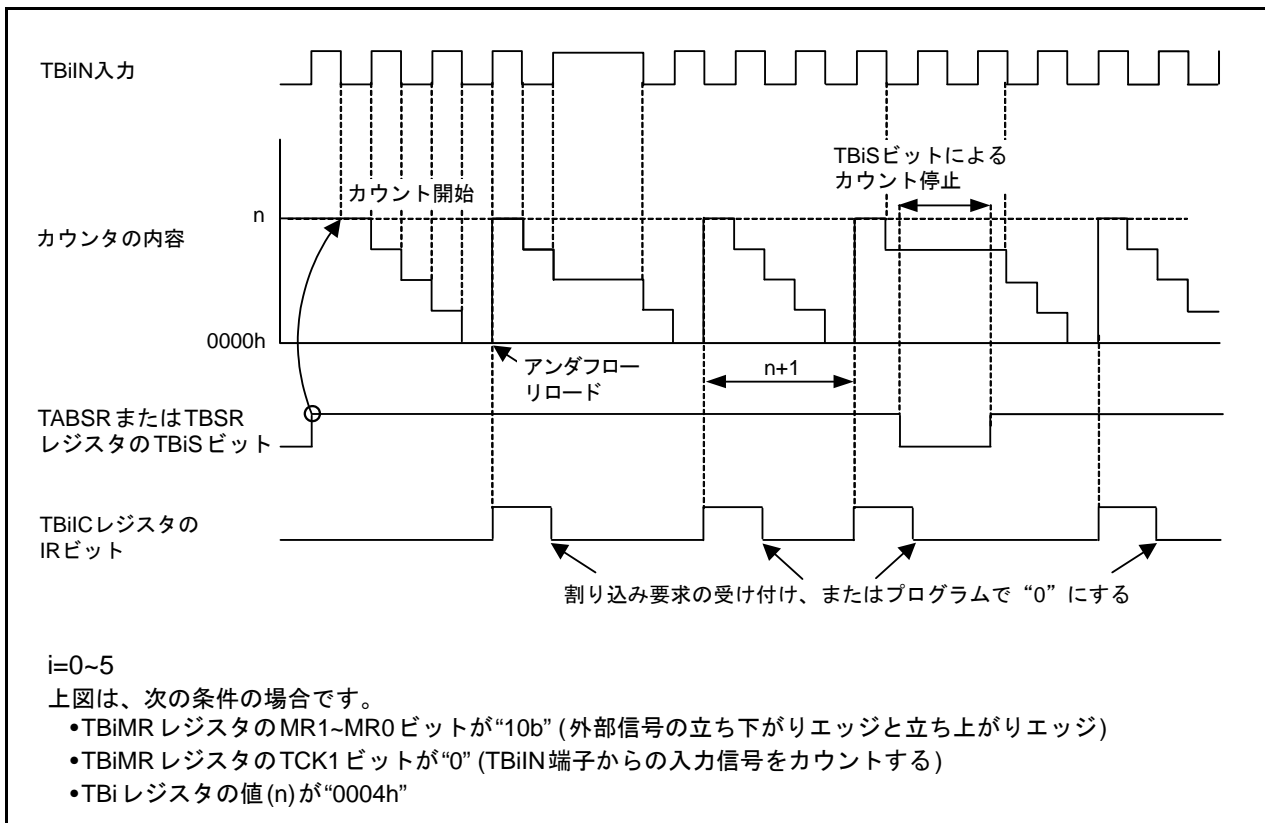 TBiIN入力
TBiSビットによる
カウント停止
カウント開始
n
カウンタの内容
0000h
アンダフロー
リロード
n+1
TABSRまたはTBSR
レジスタのTBiSビット
TBiICレジスタの
IRビット
割り込み要求の受け付け、またはプログラムで“0”にする
i=0~5
上図は、次の条件の場合です。
•TBiMRレジスタのMR1~MR0ビットが“10b” (外部信号の立ち下がりエッジと立ち上がりエッジ)
•TBiMRレジスタのTCK1ビットが“0” (TBiIN端子からの入力信号をカウントする)
•TBiレジスタの値(n)が“0004h”